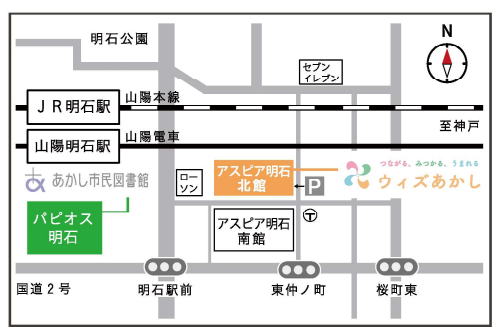 明石公園
N
セブン
イレブン
山陽本線
JR明石駅
至神戸
山陽電車
山陽明石駅
つながる、みつかる、うまれる
ウィズあかし
あかし市民図書館
ロー
ソン
アスピア明石
北館
P
パピオス
明石
アスピア明石
南館
〒
国道2号
明石駅前
東仲ノ町
桜町東